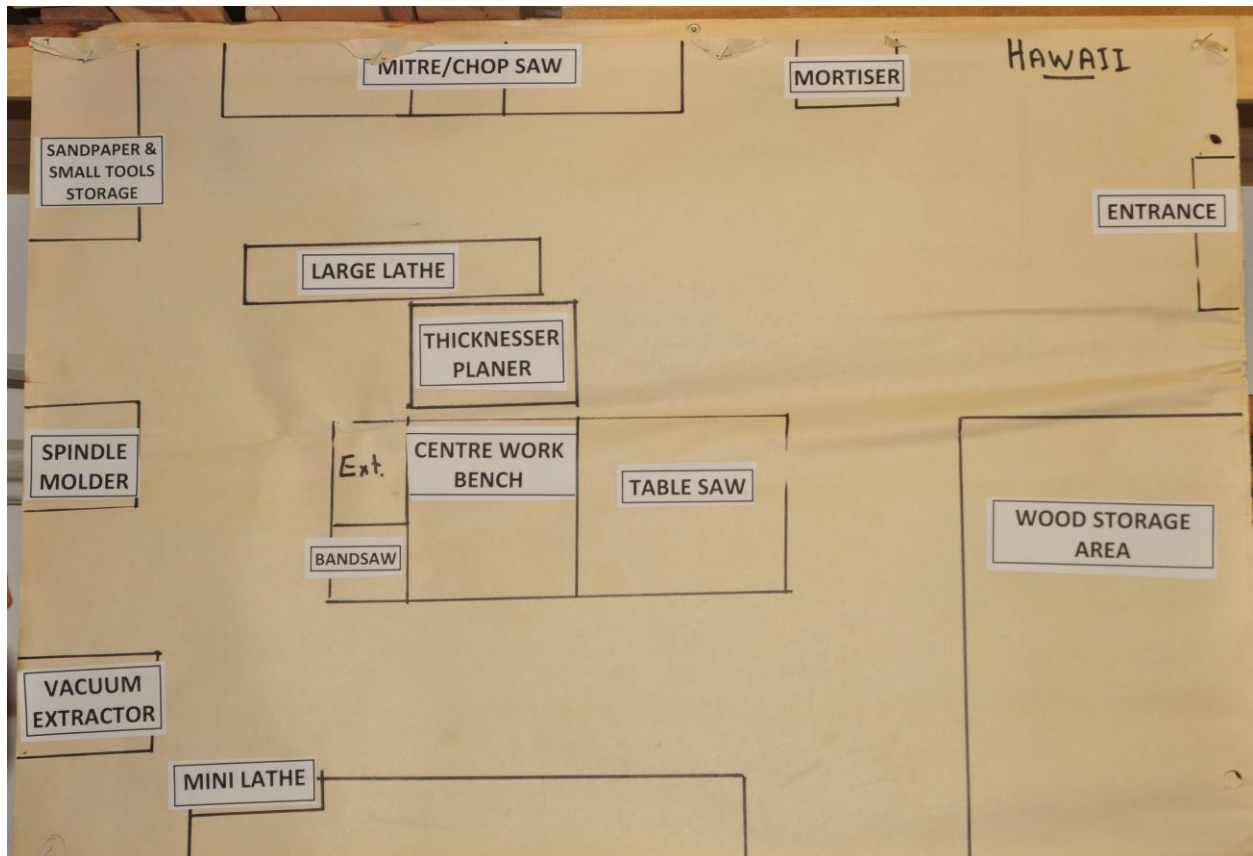 MITRE/CHOP SAW
MORTISER
HAWAII
SANDPAPER &
SMALL TOOLS
STORAGE
ENTRANCE
LARGE LATHE
THICKNESSER
PLANER
SPINDLE
MOLDER
Ext.
CENTRE WORK
BENCH
TABLE SAW
WOOD STORAGE
AREA
BANDSAW
VACUUM
EXTRACTOR
MINI LATHE